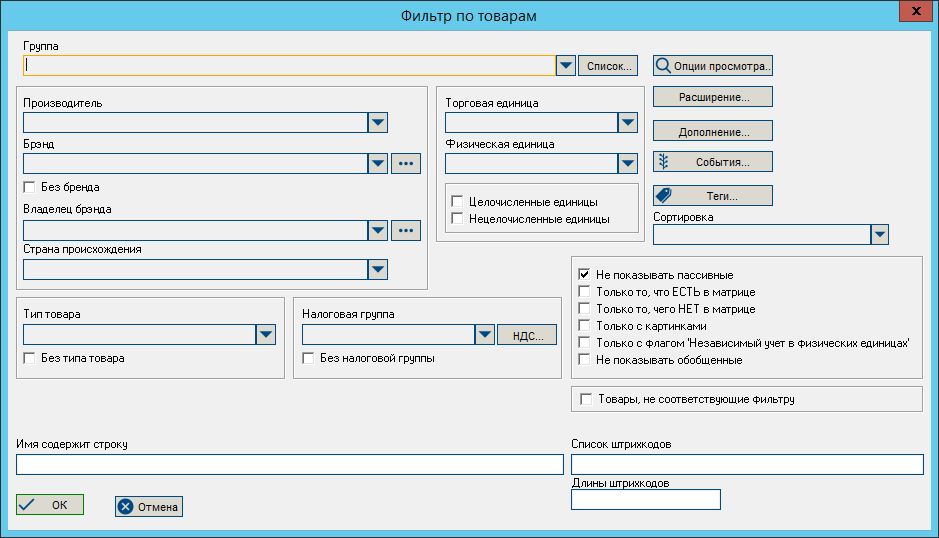 Фильтр по товарам
x
Группа
Список...
Опции просмотра..
Расширение...
Дополнение...
События...
Теги...
Сортировка
Производитель
Брэнд
...
Без бренда
Владелец брэнда
...
Страна происхождения
Торговая единица
Физическая единица
Целочисленные единицы
Нецелочисленные единицы
Не показывать пассивные
Только то, что ЕСТЬ в матрице
Только то, чего НЕТ в матрице
Только с картинками
Только с флагом 'Независимый учет в физических единицах'
Не показывать обобщенные
Тип товара
Без типа товара
Налоговая группа
НДС...
Без налоговой группы
Товары, не соответствующие фильтру
Имя содержит строку
Список штрихкодов
Длины штрихкодов
ОК
Отмена